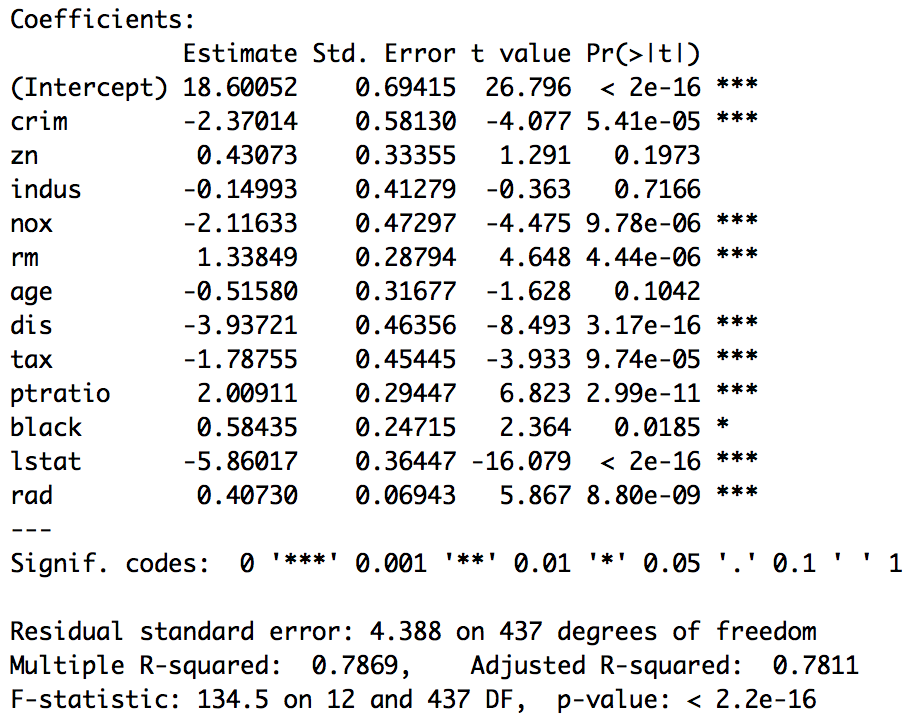 Coefficients:
            Estimate Std. Error t value Pr(>|t|)
(Intercept) 18.60052    0.69415  26.796  < 2e-16 ***
crim        -2.37014    0.58130  -4.077 5.41e-05 ***
zn           0.43073    0.33355   1.291   0.1973
indus       -0.14993    0.41279  -0.363   0.7166
nox         -2.11633    0.47297  -4.475 9.78e-06 ***
rm           1.33849    0.28794   4.648 4.44e-06 ***
age         -0.51580    0.31677  -1.628   0.1042
dis         -3.93721    0.46356  -8.493 3.17e-16 ***
tax         -1.78755    0.45445  -3.933 9.74e-05 ***
ptratio      2.00911    0.29447   6.823 2.99e-11 ***
black        0.58435    0.24715   2.364   0.0185 *
lstat       -5.86017    0.36447 -16.079  < 2e-16 ***
rad          0.40730    0.06943   5.867 8.80e-09 ***
---
Signif. codes:  0 '***' 0.001 '**' 0.01 '*' 0.05 '.' 0.1 ' ' 1

Residual standard error: 4.388 on 437 degrees of freedom
Multiple R-squared:  0.7869,    Adjusted R-squared:  0.7811
F-statistic: 134.5 on 12 and 437 DF,  p-value: < 2.2e-16